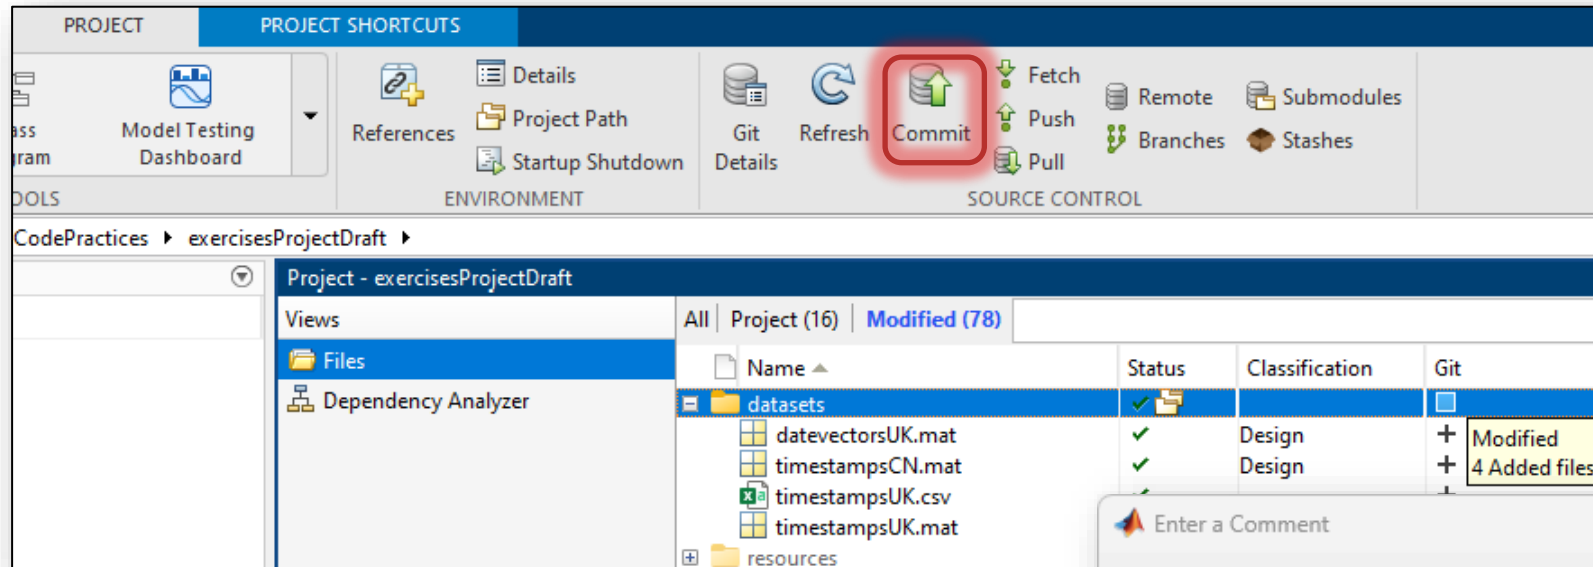 PROJECT
PROJECT SHORTCUTS
ass
gram
Model Testing
Dashboard
References
Details
Project Path
Startup Shutdown
Git
Details
Refresh
Commit
Fetch
Push
Pull
Remote
Branches
Submodules
Stashes
OOLS
ENVIRONMENT
SOURCE CONTROL
CodePractices
exercisesProjectDraft
Project - exercisesProjectDraft
Views
Files
Dependency Analyzer
All
Project (16)
Modified (78)
Name
Status
Classification
Git
datasets
datevectorsUK.mat
Design
timestampsCN.mat
Design
timestampsUK.csv
timestampsUK.mat
resources
Modified
4 Added files
Enter a Comment